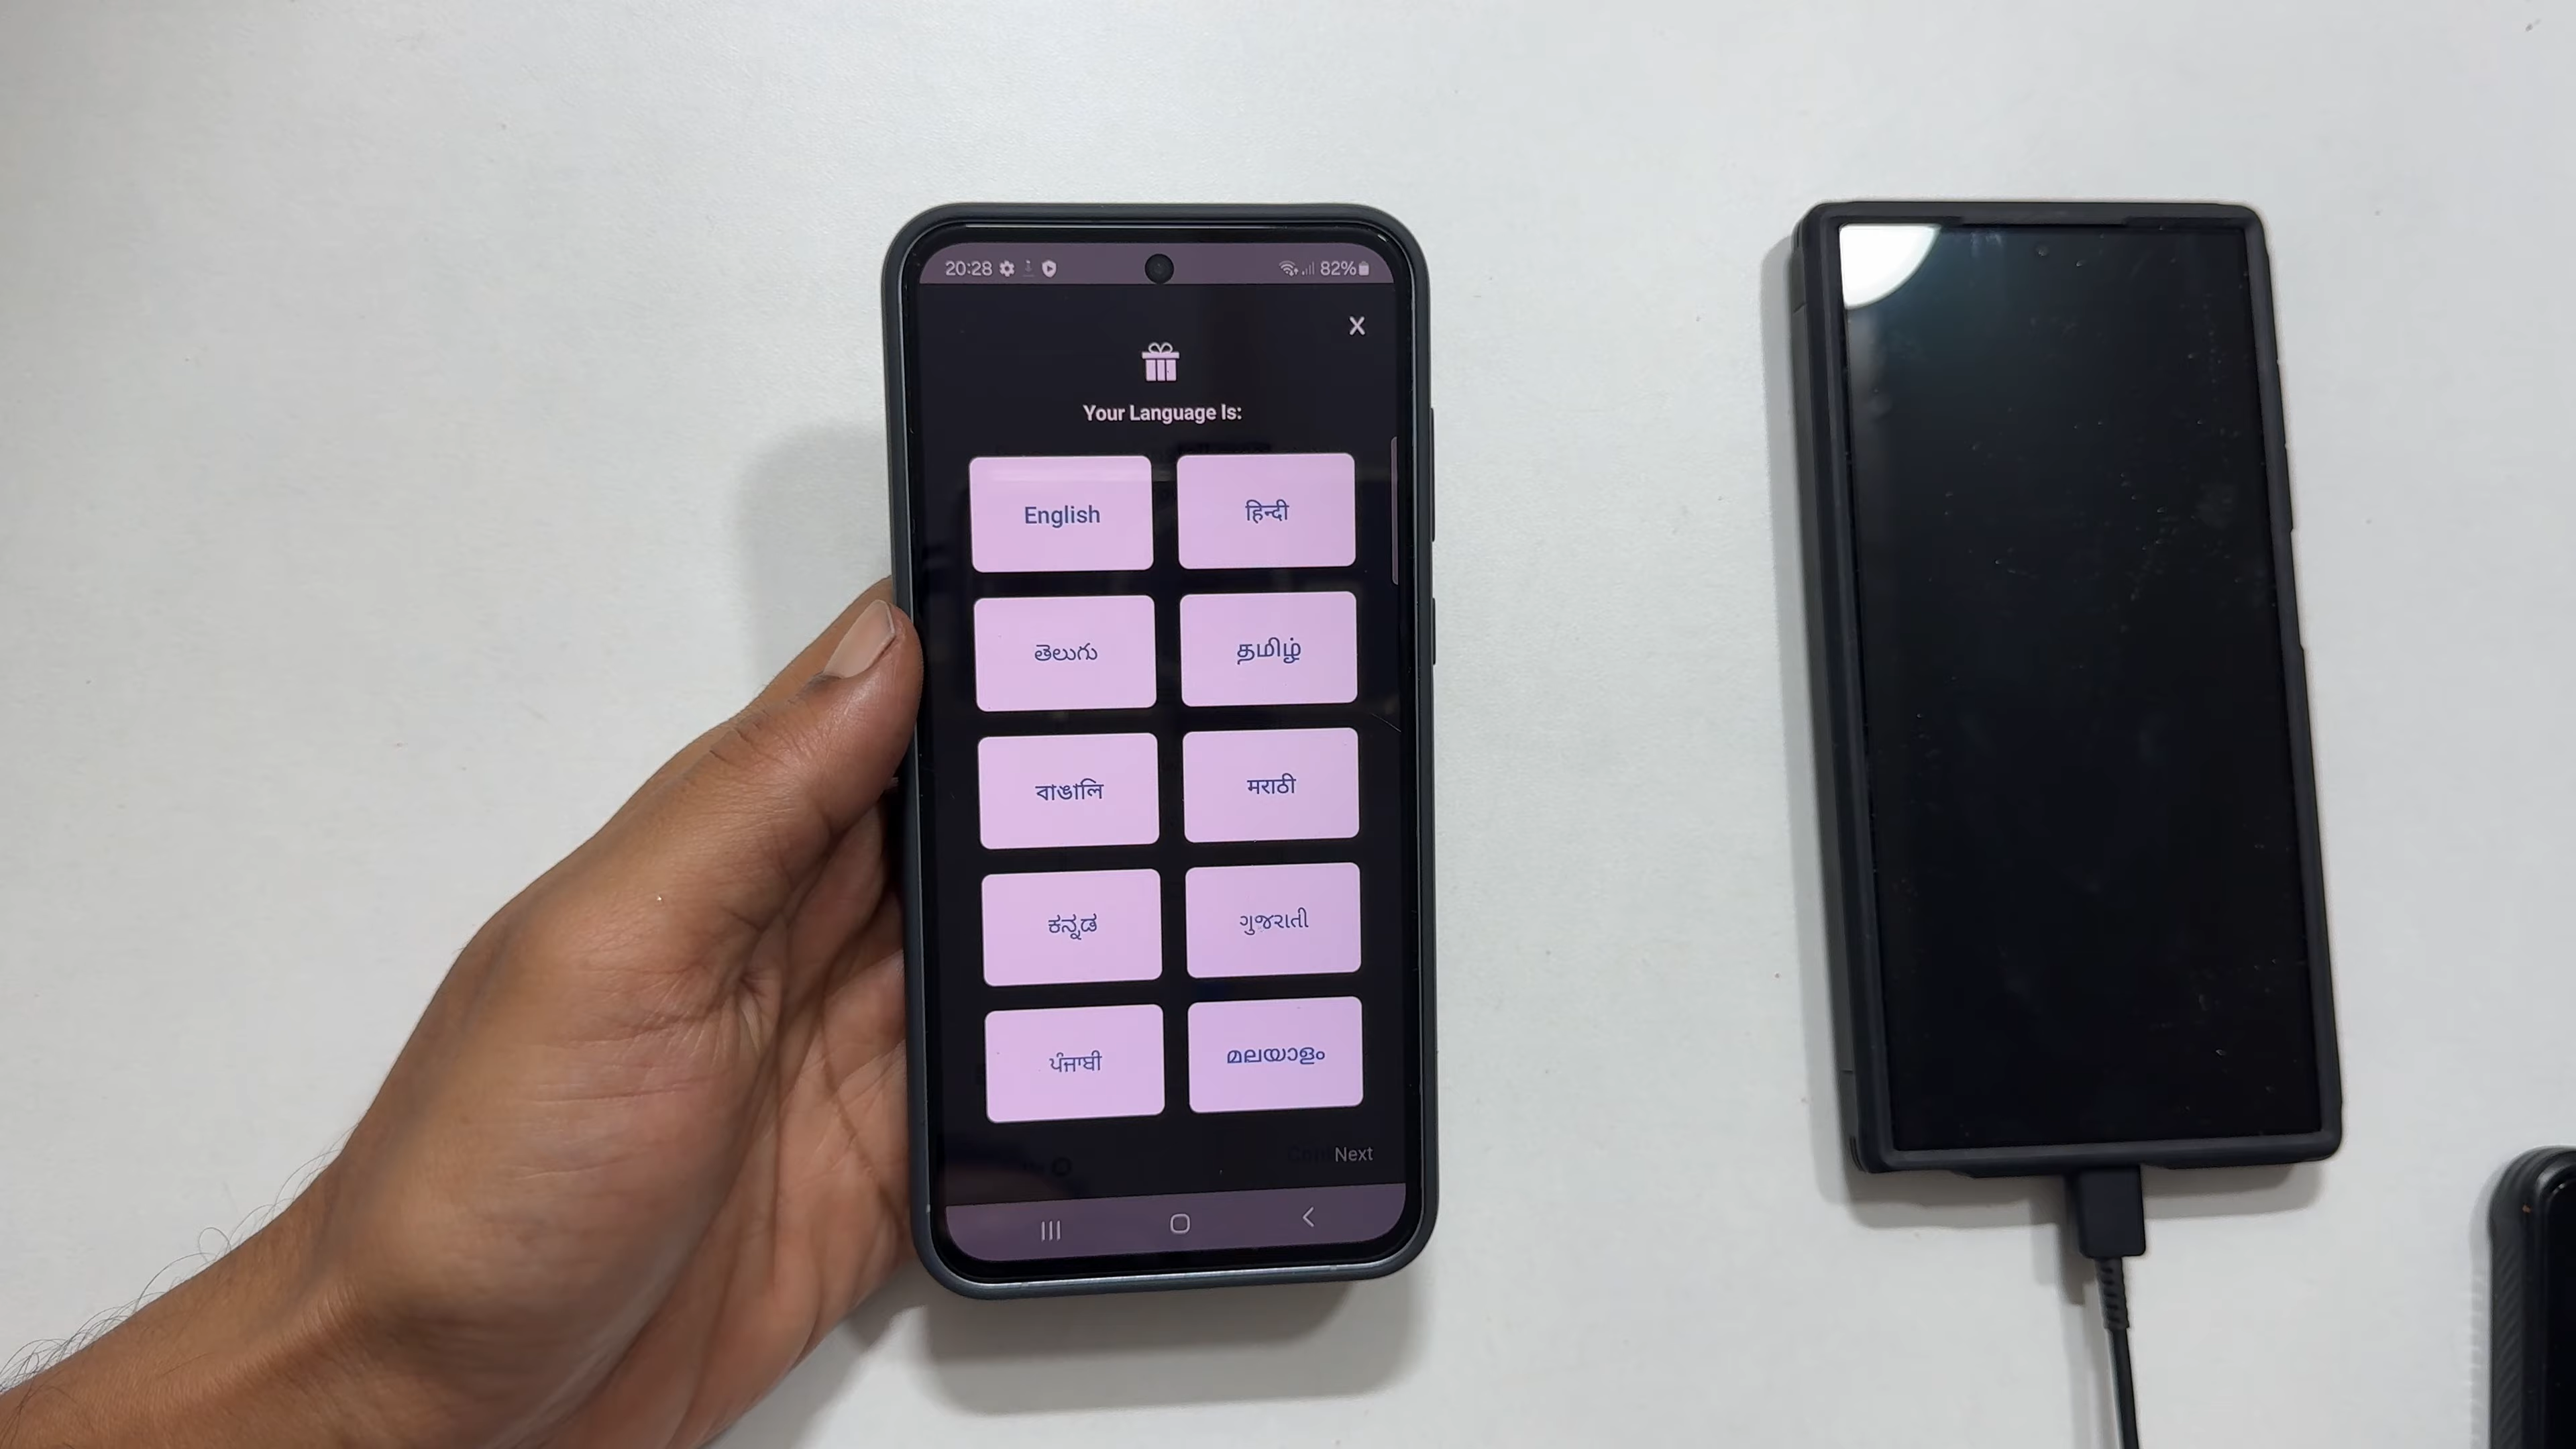 20:28 82%
X
Your Language Is:
English हिन्दी
తెలుగు தமிழ்
বাঙালি मराठी
ಕನ್ನಡ ગુજરાતી
ਪੰਜਾਬੀ മലയാളം
Next